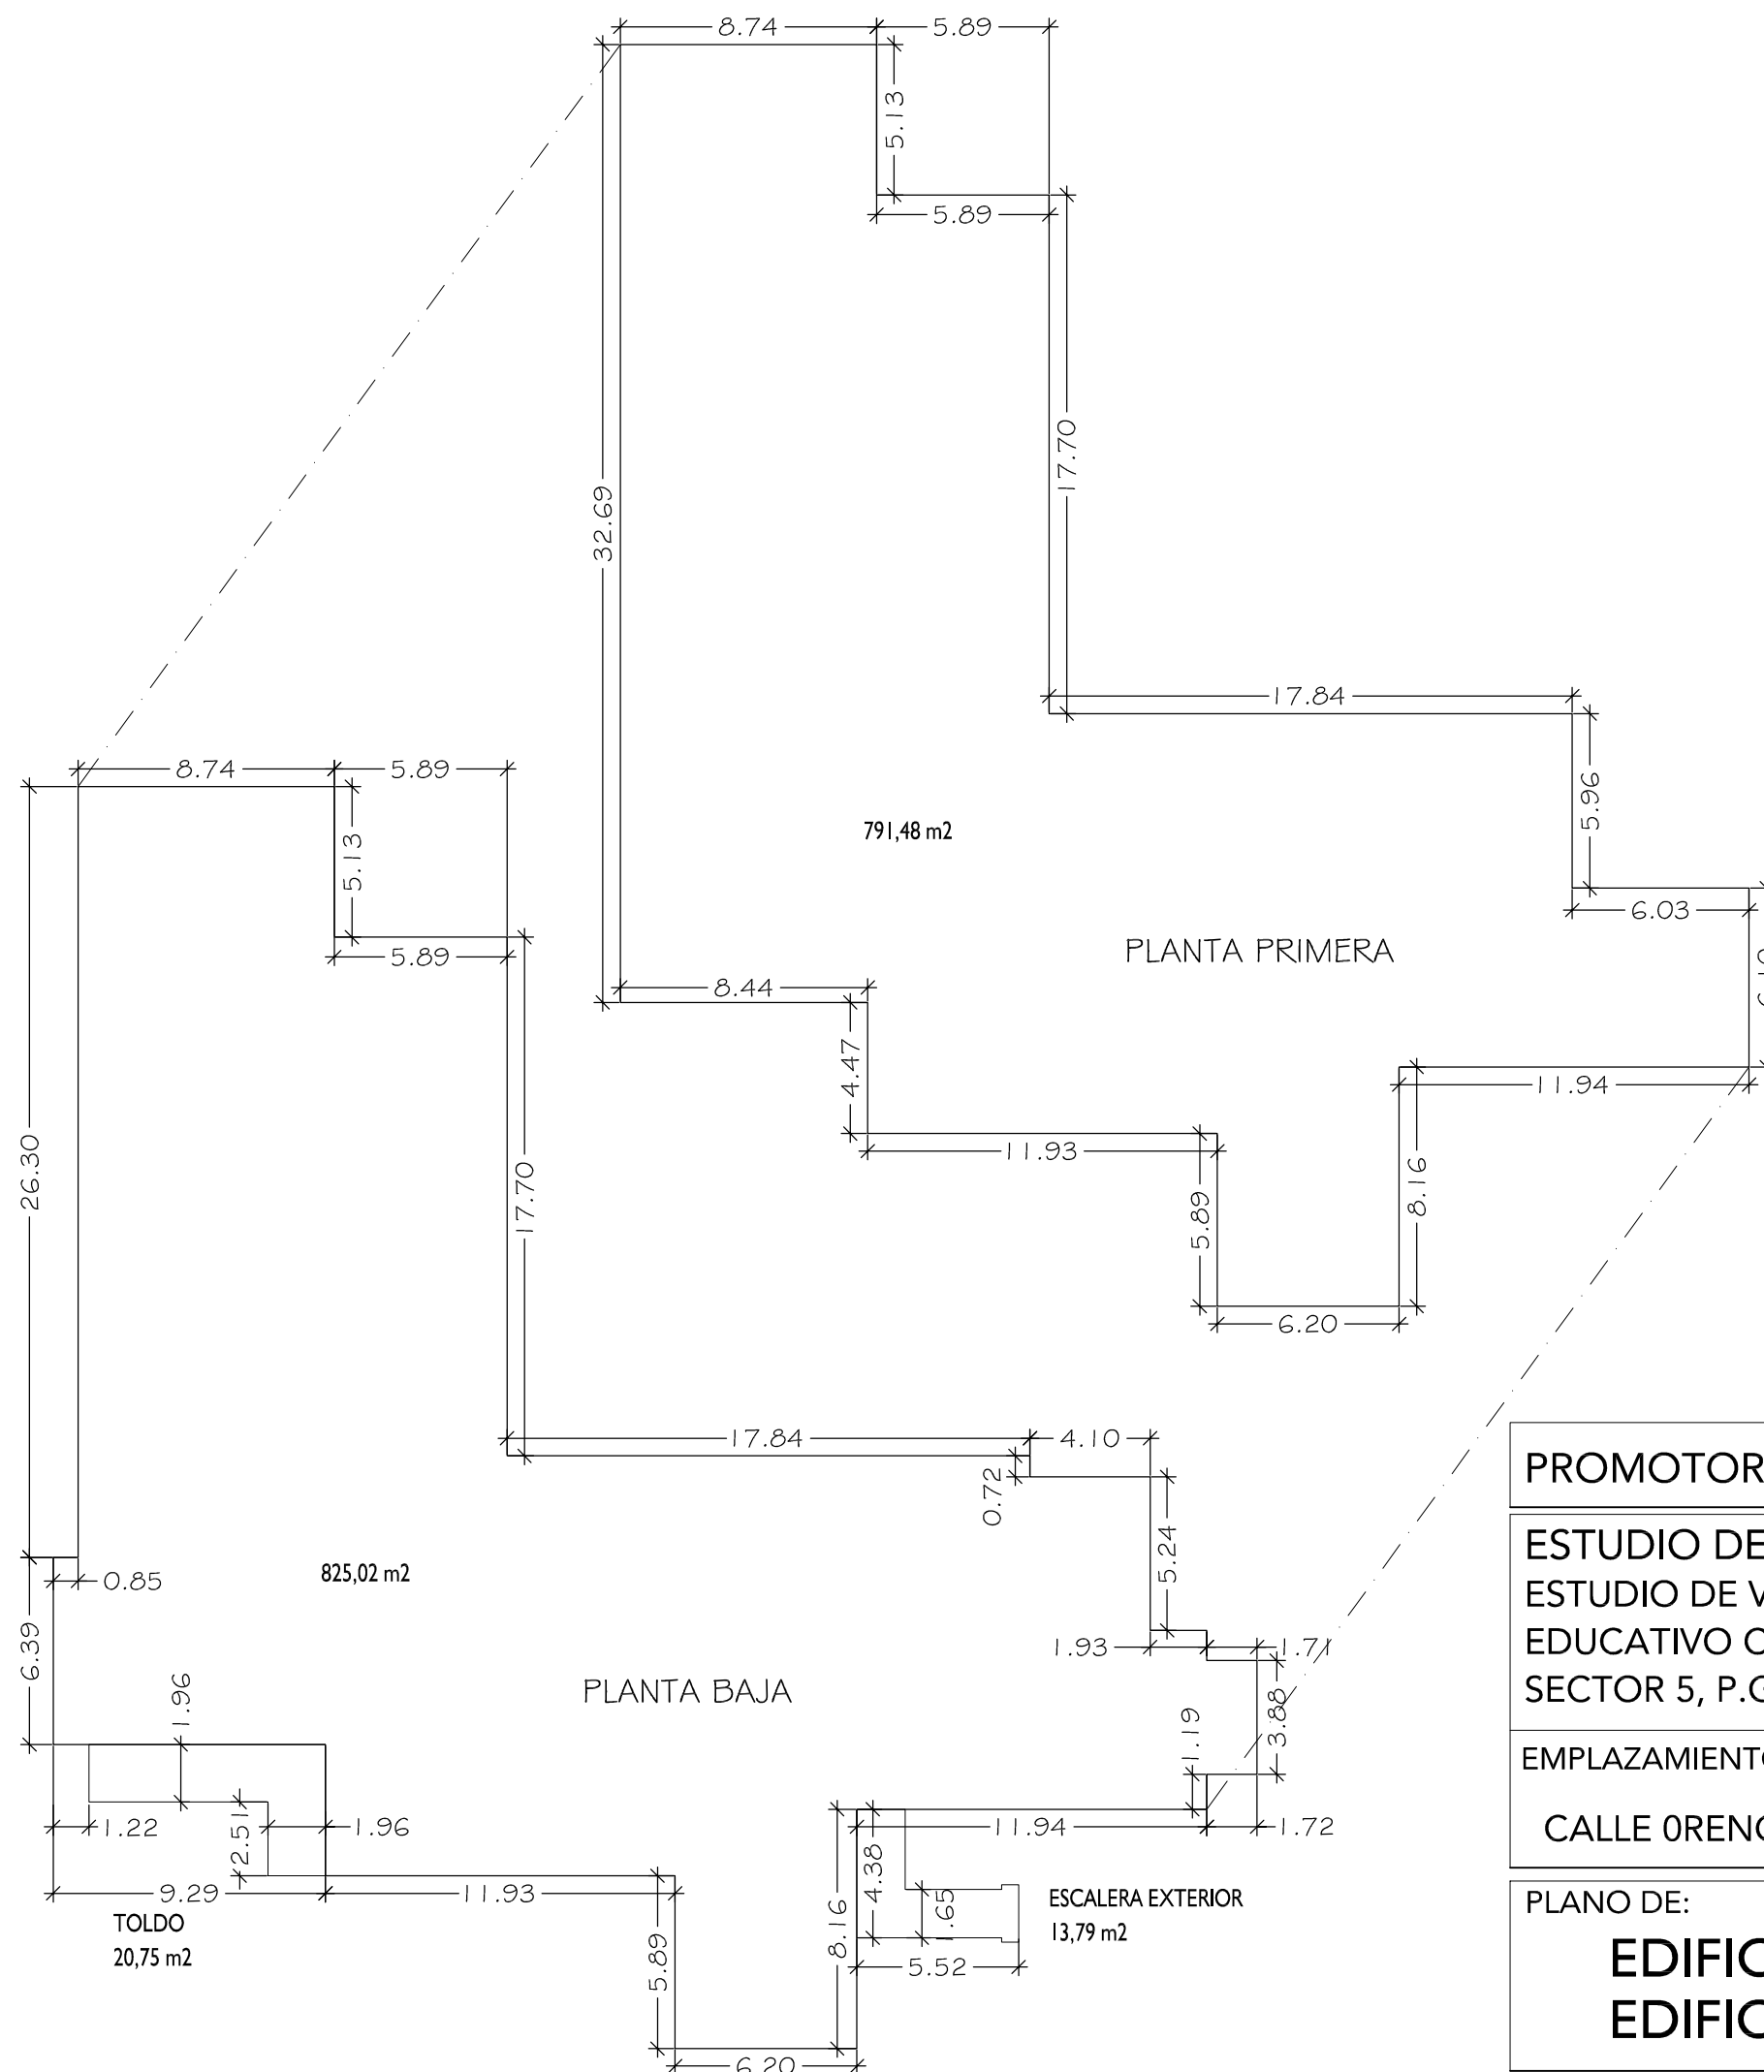 8.74
5.89
5.13
5.89
32.69
17.70
17.84
8.74
5.89
5.13
791,48 m2
5.96
6.03
5.89
PLANTA PRIMERA
8.44
4.47
11.94
11.93
26.30
17.70
5.89
8.16
6.20
17.84
4.10
0.72
PROMOTOR
ESTUDIO DE
5.24
825,02 m2
0.85
ESTUDIO DE
6.39
1.93
1.71
EDUCATIVO
PLANTA BAJA
1.96
3.88
SECTOR 5,
1.19
EMPLAZAMIENTO
1.22
2.51
1.96
11.94
1.72
CALLE
9.29
11.93
4.38
1.65
ESCALERA EXTERIOR
PLANO DE:
TOLDO
8.16
13,79 m2
20,75 m2
5.89
5.52
6.20